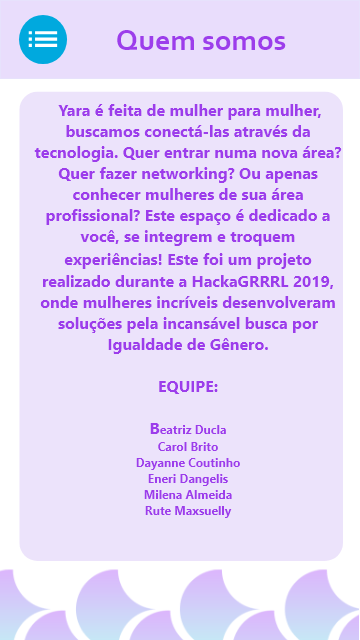 Quem somos
Yara é feita de mulher para mulher,
buscamos conectá-las através da
tecnologia. Quer entrar numa nova área?
Quer fazer networking? Ou apenas
conhecer mulheres de sua área
profissional? Este espaço é dedicado a
você, se integrem e troquem
experiências! Este foi um projeto
realizado durante a HackaGRRRL 2019,
onde mulheres incríveis desenvolveram
soluções pela incansável busca por
Igualdade de Gênero.
EQUIPE:
Beatriz Ducla
Carol Brito
Dayanne Coutinho
Eneri Dangelis
Milena Almeida
Rute Maxsuelly